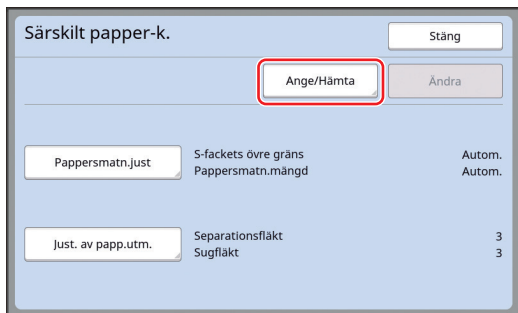 Särskilt papper-k.
Stäng
Ange/Hämta
Ändra
Pappersmatn.just
S-fackets övre gräns Autom.
Pappersmatn.mängd Autom.
Just. av papp.utm.
Separationsfläkt 3
Sugfläkt 3